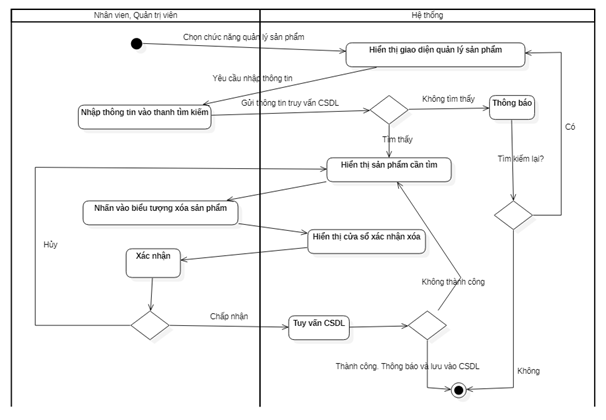 Nhân vien, Quản trị viên
Hệ thống
Chọn chức năng quản lý sản phẩm
Hiển thị giao diện quản lý sản phẩm
Yêu cầu nhập thông tin
Nhập thông tin vào thanh tìm kiếm
Gửi thông tin truy vấn CSDL
Không tìm thấy
Thông báo
Có
Tìm thấy
Tìm kiếm lại?
Hiển thị sản phẩm cần tìm
Nhấn vào biểu tượng xóa sản phẩm
Hiển thị cửa sổ xác nhận xóa
Hủy
Xác nhận
Không thành công
Chấp nhận
Tuy vấn CSDL
Thành công. Thông báo và lưu vào CSDL
Không